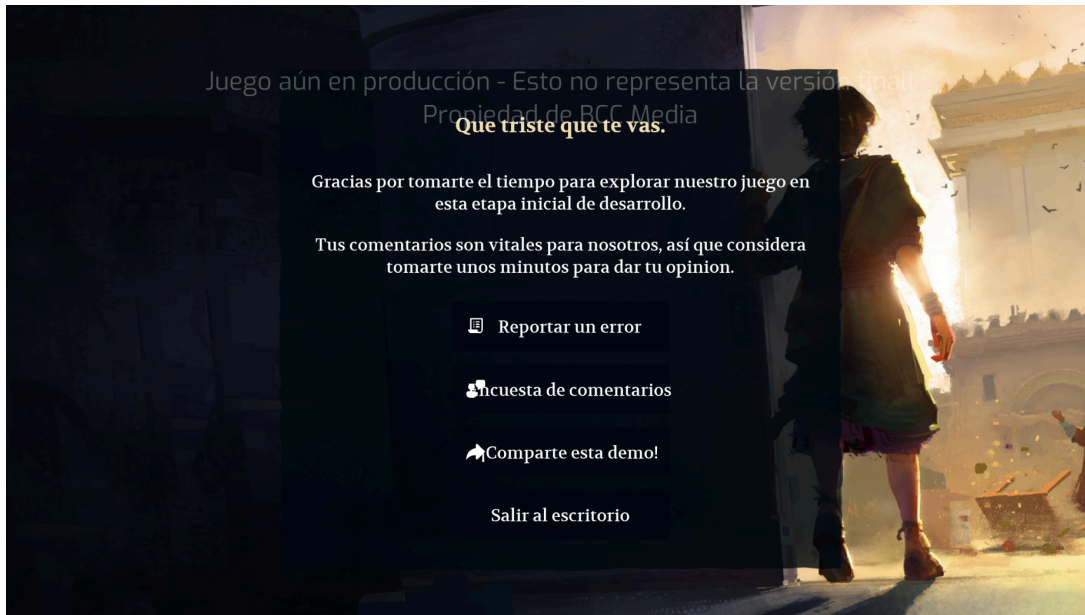 Juego aún en producción - Esto no representa la versión final!
Propiedad de BCC Media
Que triste que te vas.
Gracias por tomarte el tiempo para explorar nuestro juego en
esta etapa inicial de desarrollo.
Tus comentarios son vitales para nosotros, así que considera
tomarte unos minutos para dar tu opinion.
Reportar un error
Encuesta de comentarios
Comparte esta demo!
Salir al escritorio